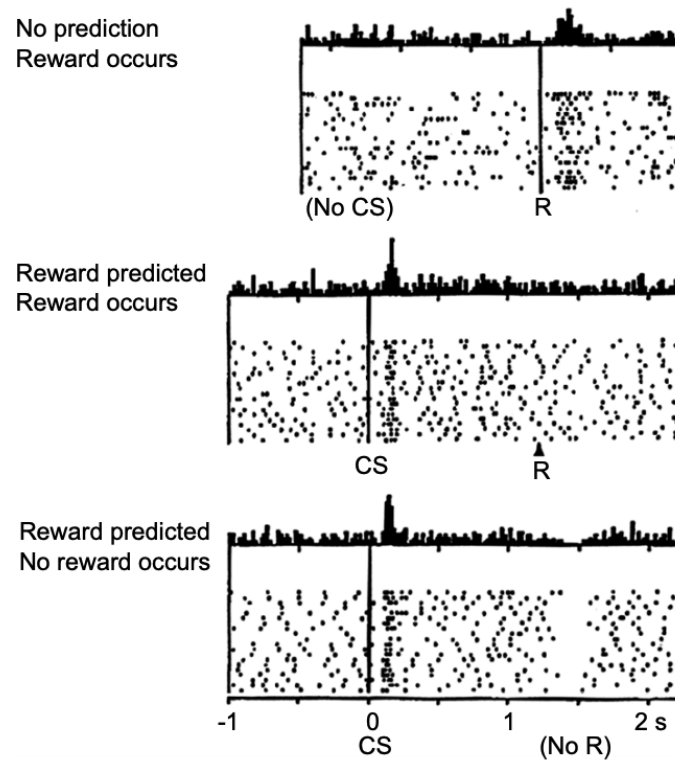 No prediction
Reward occurs
(No CS)
R
Reward predicted
Reward occurs
CS
R
Reward predicted
No reward occurs
-1
0
1
2 s
CS
(No R)